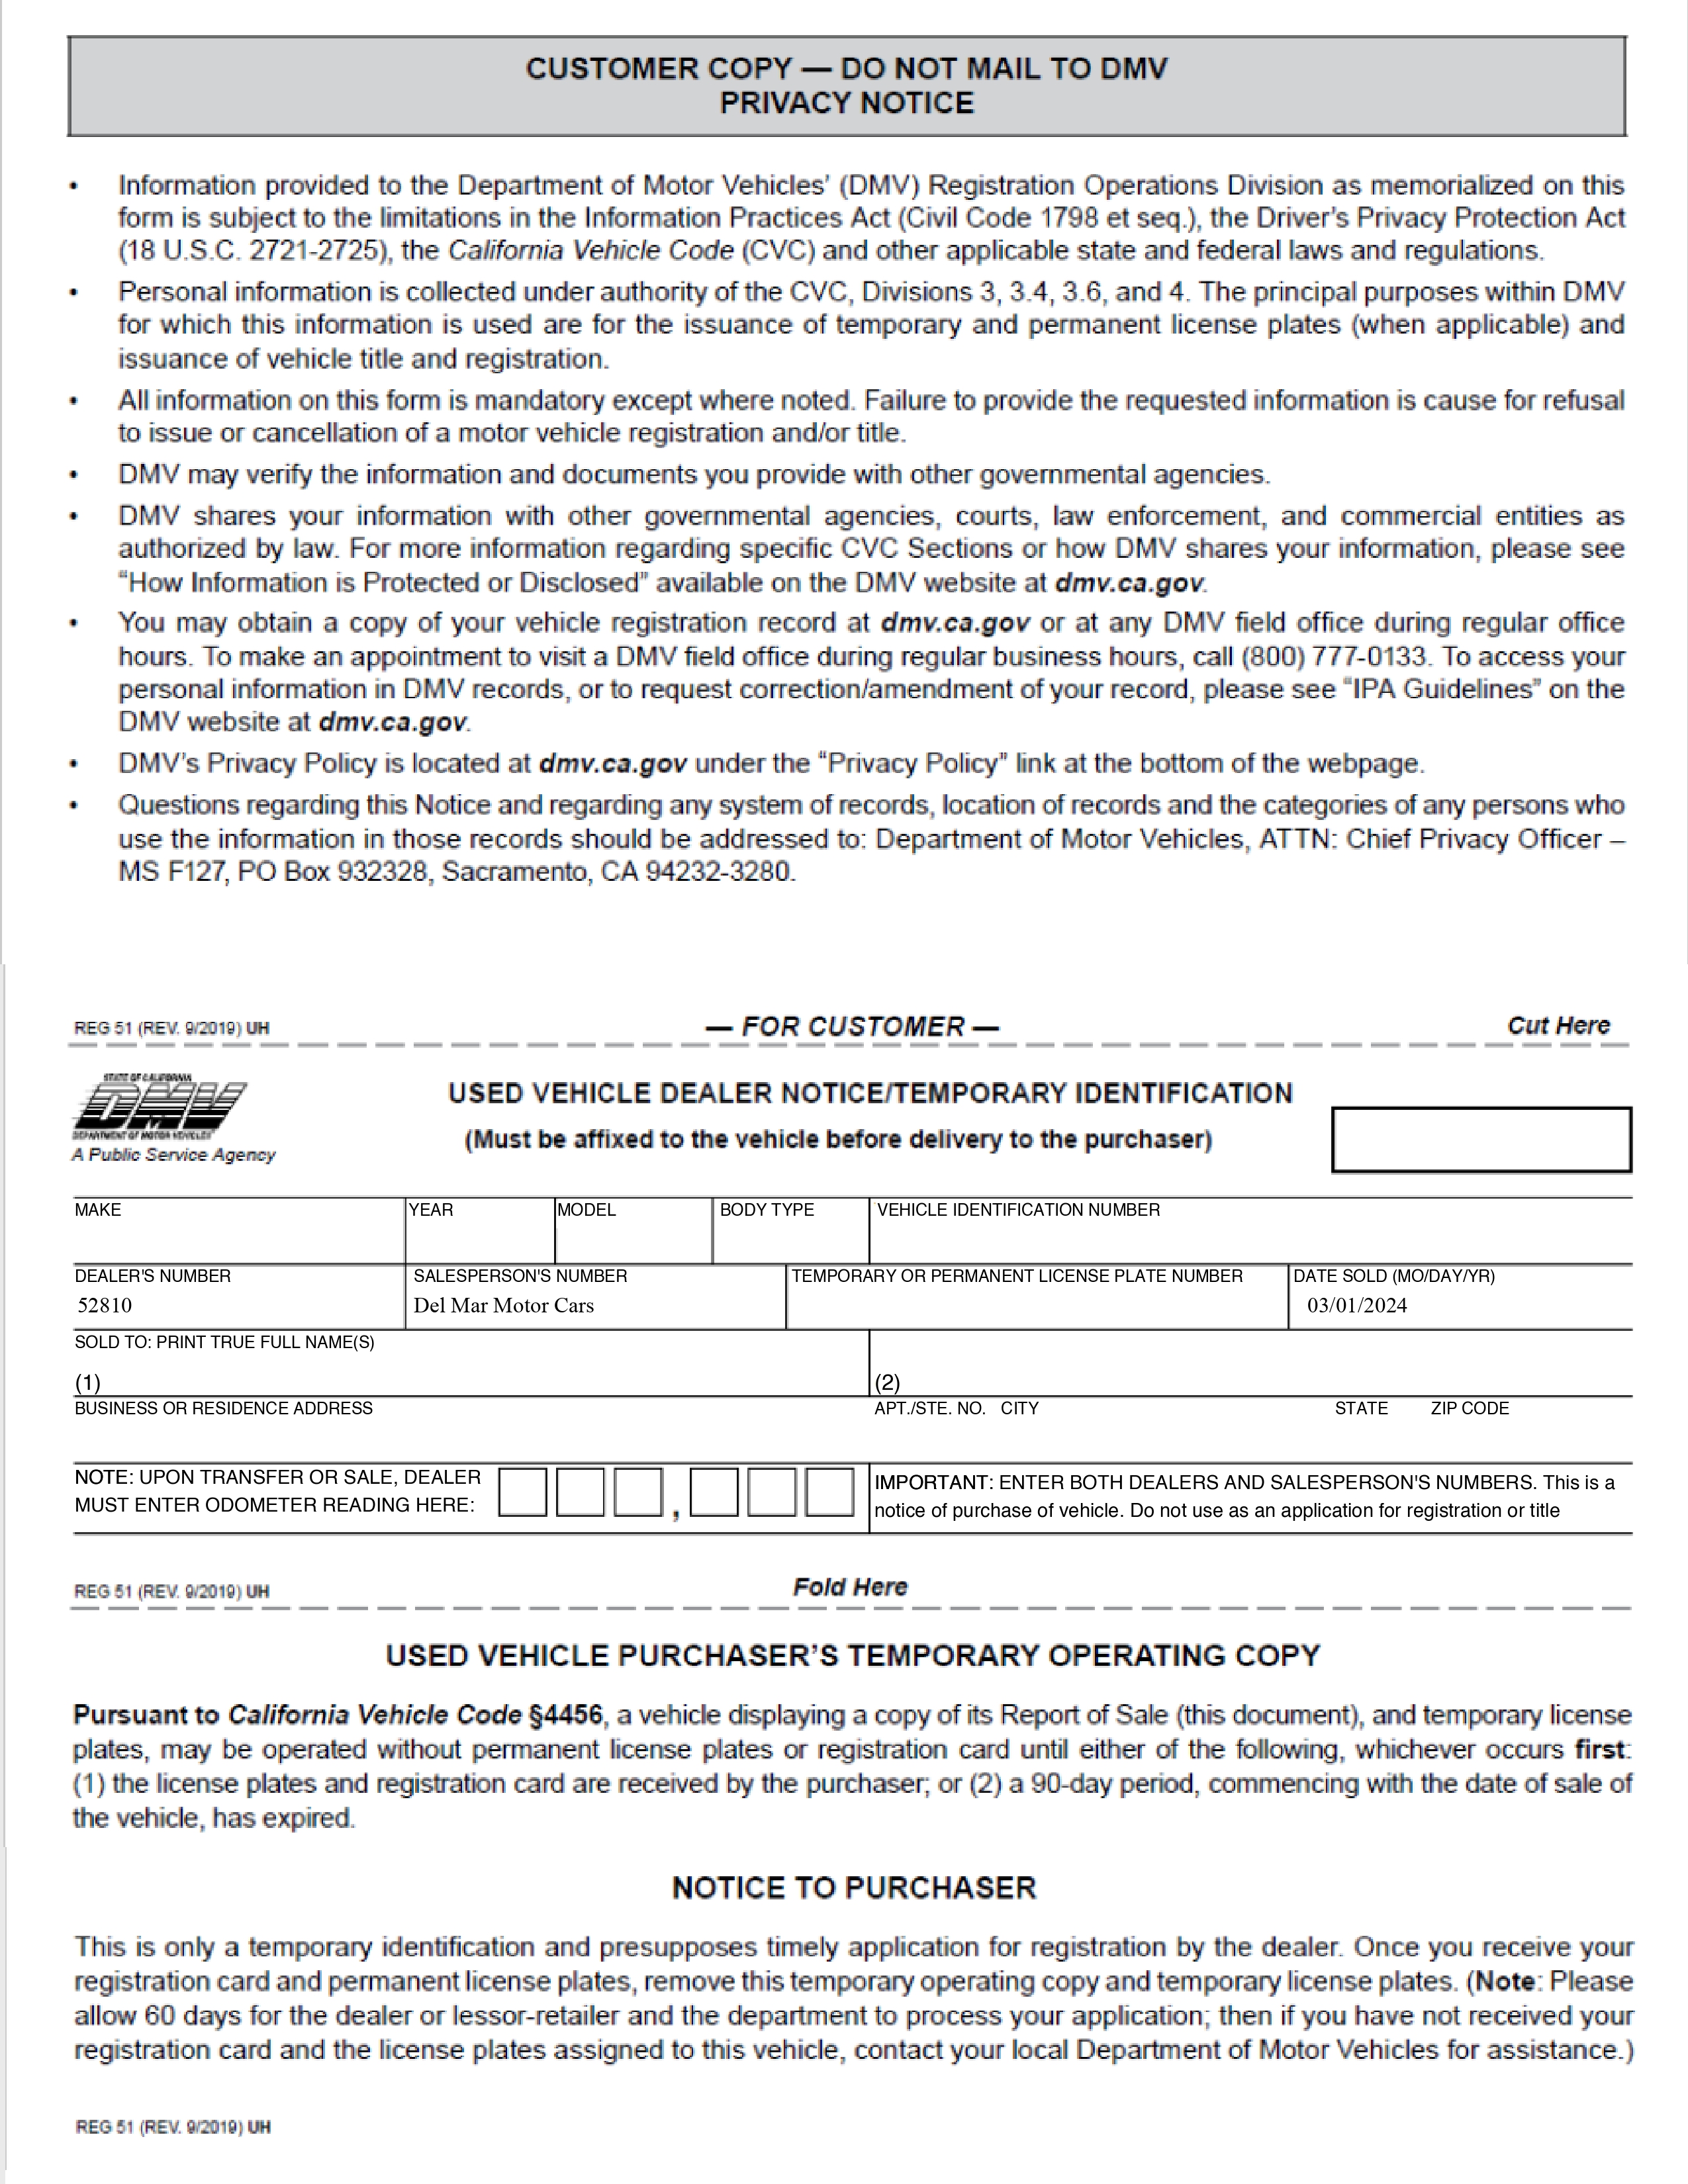 CUSTOMER COPY — DO NOT MAIL TO DMV
PRIVACY NOTICE
• Information provided to the Department of Motor Vehicles’ (DMV) Registration Operations Division as memorialized on this
form is subject to the limitations in the Information Practices Act (Civil Code 1798 et seq.), the Driver’s Privacy Protection Act
(18 U.S.C. 2721-2725), the California Vehicle Code (CVC) and other applicable state and federal laws and regulations.
• Personal information is collected under authority of the CVC, Divisions 3, 3.4, 3.6, and 4. The principal purposes within DMV
for which this information is used are for the issuance of temporary and permanent license plates (when applicable) and
issuance of vehicle title and registration.
• All information on this form is mandatory except where noted. Failure to provide the requested information is cause for refusal
to issue or cancellation of a motor vehicle registration and/or title.
• DMV may verify the information and documents you provide with other governmental agencies.
• DMV shares your information with other governmental agencies, courts, law enforcement, and commercial entities as
authorized by law. For more information regarding specific CVC Sections or how DMV shares your information, please see
“How Information is Protected or Disclosed” available on the DMV website at dmv.ca.gov.
• You may obtain a copy of your vehicle registration record at dmv.ca.gov or at any DMV field office during regular office
hours. To make an appointment to visit a DMV field office during regular business hours, call (800) 777-0133. To access your
personal information in DMV records, or to request correction/amendment of your record, please see “IPA Guidelines” on the
DMV website at dmv.ca.gov.
• DMV’s Privacy Policy is located at dmv.ca.gov under the “Privacy Policy” link at the bottom of the webpage.
• Questions regarding this Notice and regarding any system of records, location of records and the categories of any persons who
use the information in those records should be addressed to: Department of Motor Vehicles, ATTN: Chief Privacy Officer –
MS F127, PO Box 932328, Sacramento, CA 94232-3280.
REG 51 (REV. 9/2019) UH — FOR CUSTOMER — Cut Here
STATE OF CALIFORNIA
DMV
DEPARTMENT OF MOTOR VEHICLES
A Public Service Agency
USED VEHICLE DEALER NOTICE/TEMPORARY IDENTIFICATION
(Must be affixed to the vehicle before delivery to the purchaser)
MAKE YEAR MODEL BODY TYPE VEHICLE IDENTIFICATION NUMBER
DEALER'S NUMBER SALESPERSON'S NUMBER TEMPORARY OR PERMANENT LICENSE PLATE NUMBER DATE SOLD (MO/DAY/YR)
52810 Del Mar Motor Cars 03/01/2024
SOLD TO: PRINT TRUE FULL NAME(S)
(1) (2)
BUSINESS OR RESIDENCE ADDRESS APT./STE. NO. CITY STATE ZIP CODE
NOTE: UPON TRANSFER OR SALE, DEALER
MUST ENTER ODOMETER READING HERE: ,
IMPORTANT: ENTER BOTH DEALERS AND SALESPERSON'S NUMBERS. This is a
notice of purchase of vehicle. Do not use as an application for registration or title
REG 51 (REV. 9/2019) UH Fold Here
USED VEHICLE PURCHASER’S TEMPORARY OPERATING COPY
Pursuant to California Vehicle Code §4456, a vehicle displaying a copy of its Report of Sale (this document), and temporary license
plates, may be operated without permanent license plates or registration card until either of the following, whichever occurs first:
(1) the license plates and registration card are received by the purchaser; or (2) a 90-day period, commencing with the date of sale of
the vehicle, has expired.
NOTICE TO PURCHASER
This is only a temporary identification and presupposes timely application for registration by the dealer. Once you receive your
registration card and permanent license plates, remove this temporary operating copy and temporary license plates. (Note: Please
allow 60 days for the dealer or lessor-retailer and the department to process your application; then if you have not received your
registration card and the license plates assigned to this vehicle, contact your local Department of Motor Vehicles for assistance.)
REG 51 (REV. 9/2019) UH